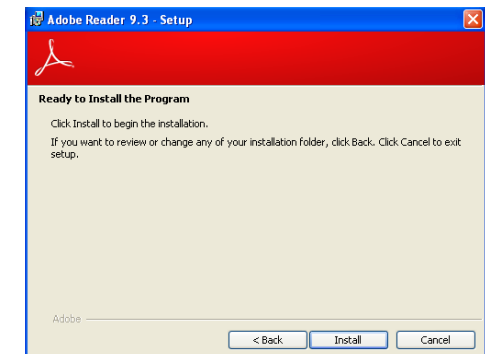 Adobe Reader 9.3 - Setup
Ready to Install the Program
Click Install to begin the installation.
If you want to review or change any of your installation folder, click Back. Click Cancel to exit
setup.
Adobe
< Back Install Cancel